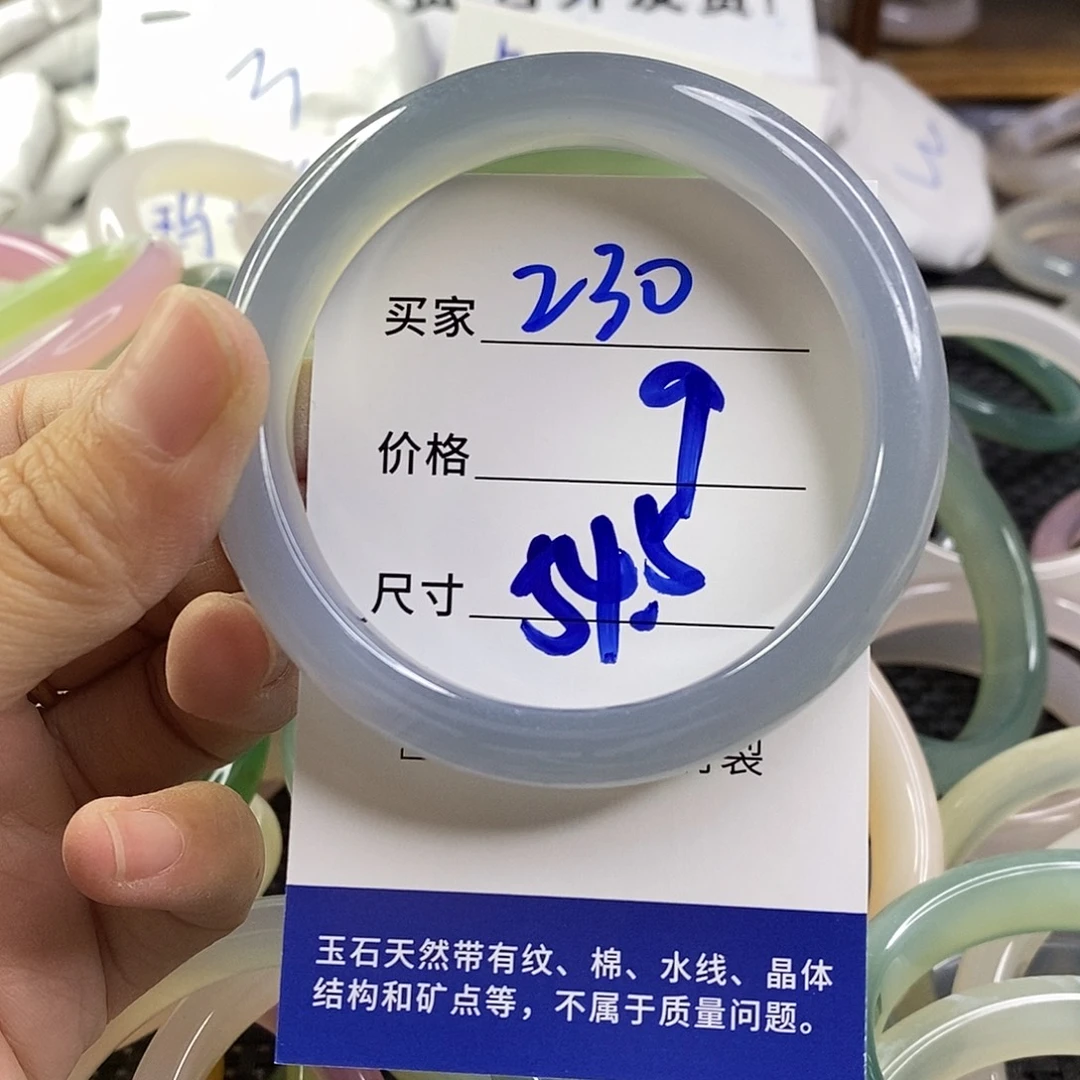 买家 230
价格
尺寸 54.5
玉石天然带有纹、棉、水线、晶体
结构和矿点等，不属于质量问题。